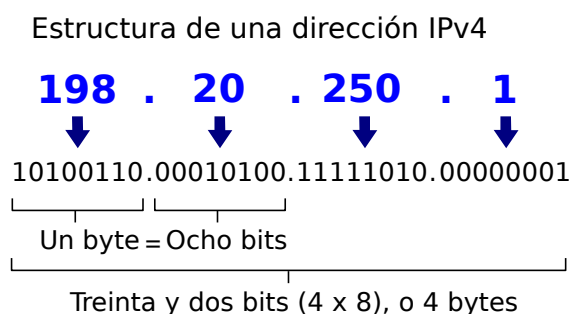 Estructura de una dirección IPv4
198 . 20 . 250 . 1
10100110.00010100.11111010.00000001
Un byte = Ocho bits
Treinta y dos bits (4 x 8), o 4 bytes